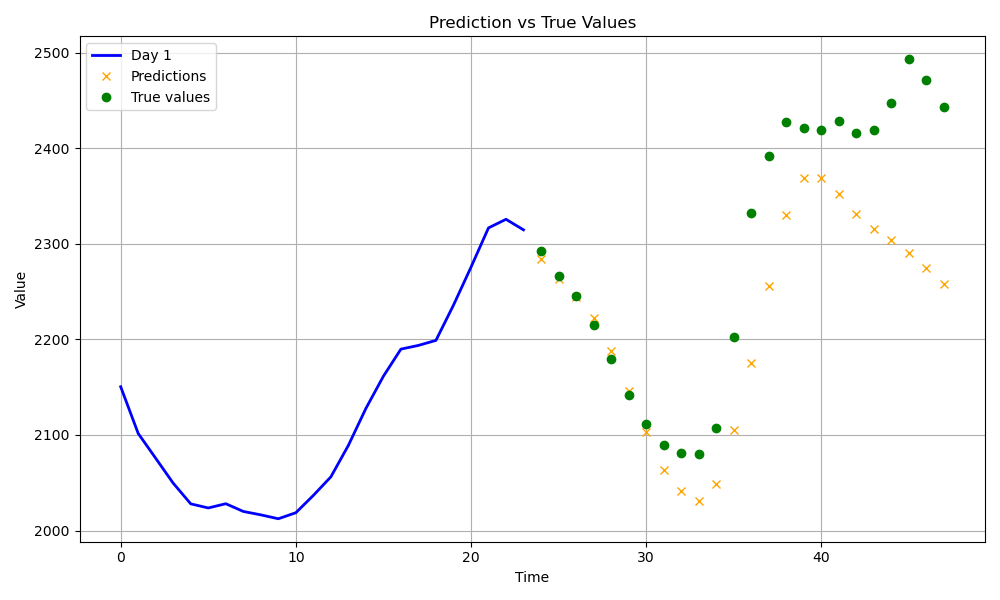 Prediction vs True Values
Day 1
Predictions
True values
2500
2400
2300
2200
2100
2000
Value
0 10 20 30 40
Time